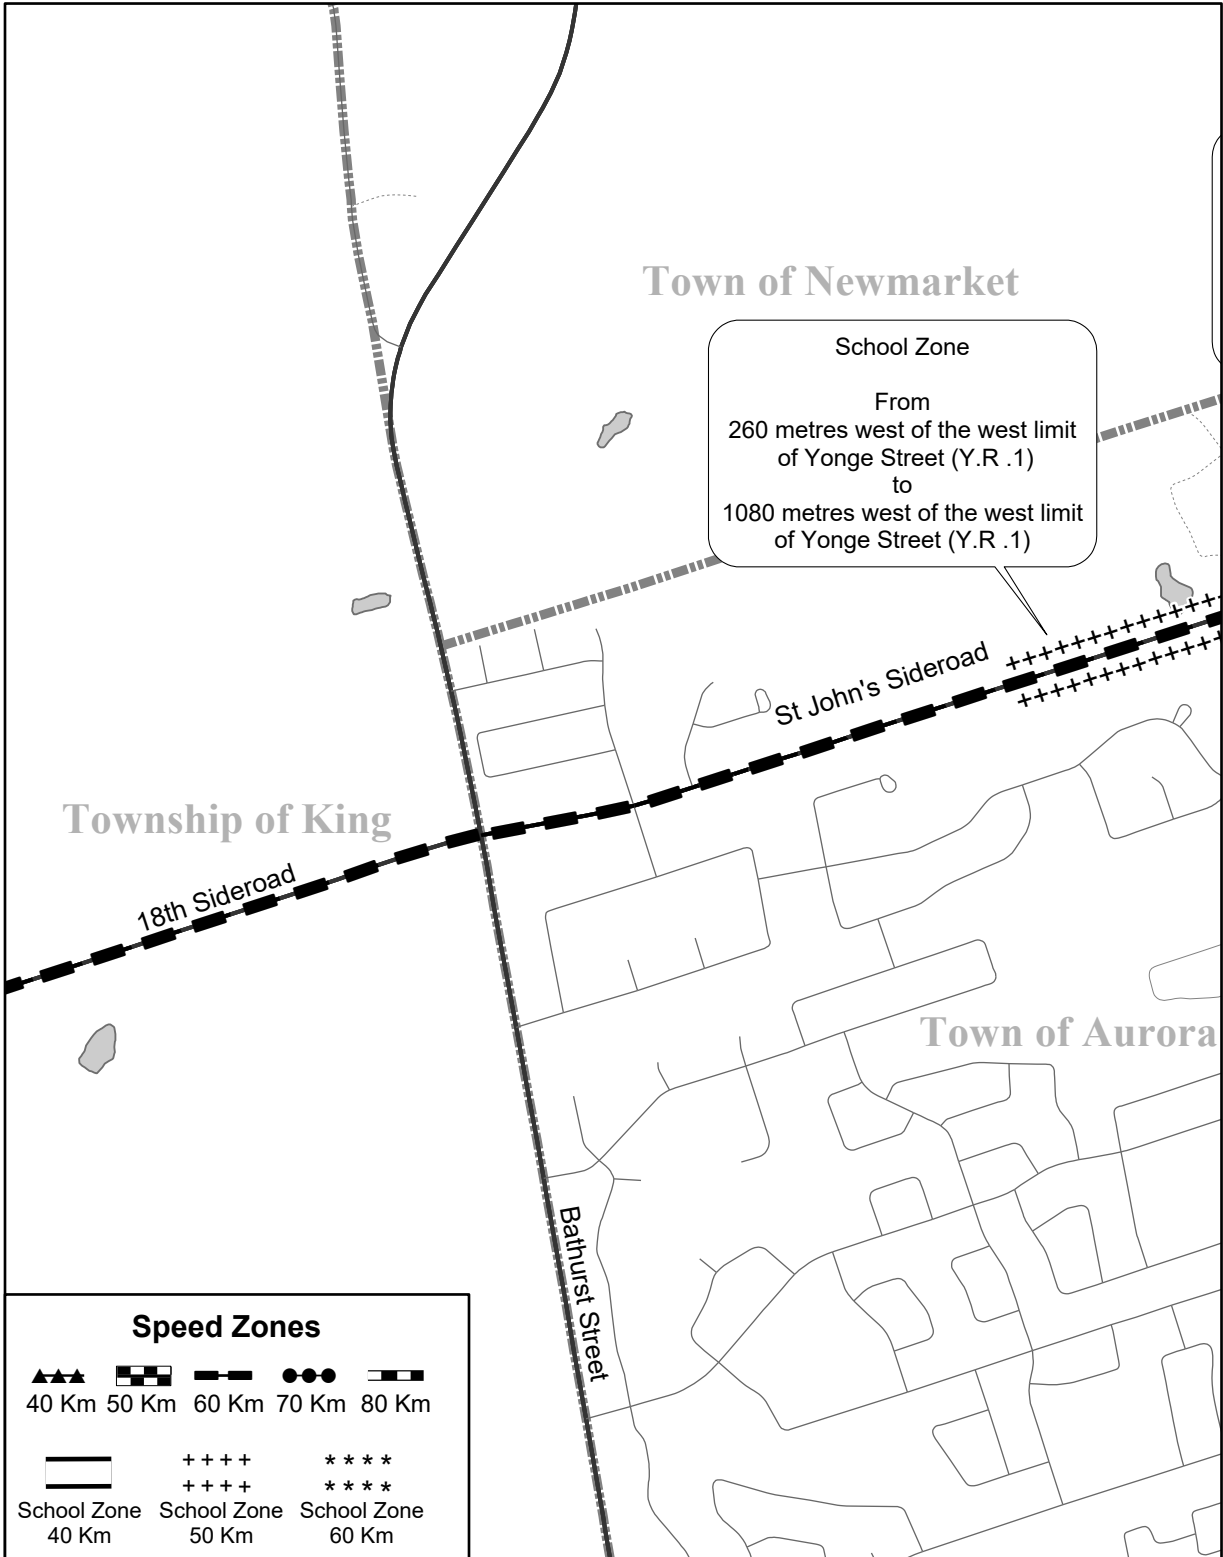 Town of Newmarket
School Zone
From
260 metres west of the west limit
of Yonge Street (Y.R .1)
to
1080 metres west of the west limit
of Yonge Street (Y.R .1)
St John's Sideroad
Township of King
18th Sideroad
Town of Aurora
Bathurst Street
Speed Zones
40 Km 50 Km 60 Km 70 Km 80 Km
++++ ****
++++ ****
School Zone School Zone School Zone
40 Km 50 Km 60 Km